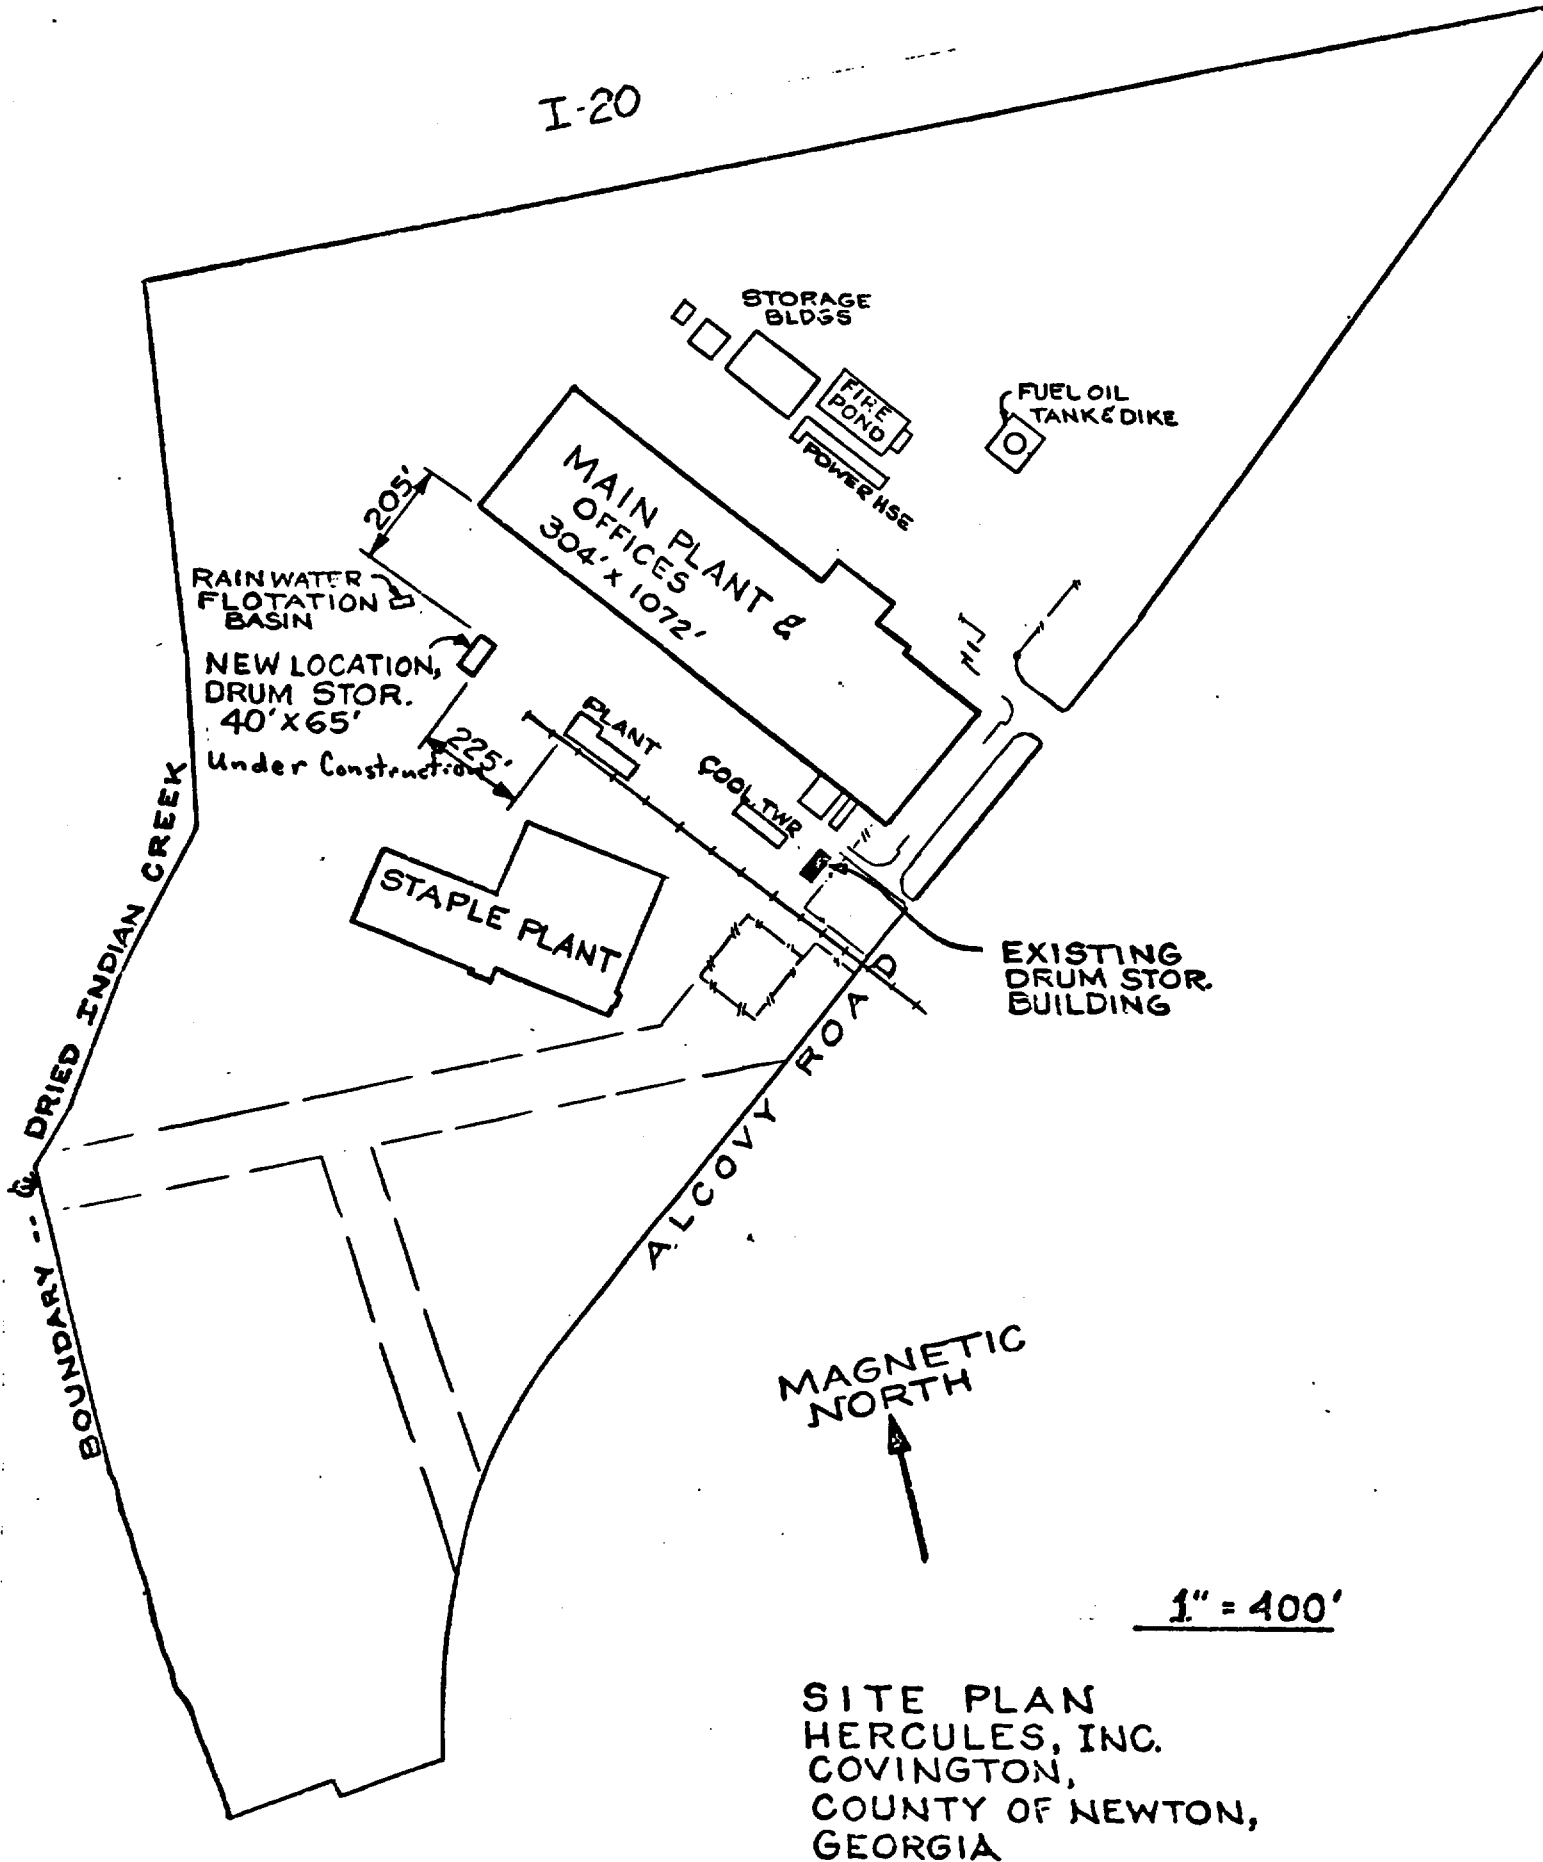 I-20
STORAGE
BLDGS
FIRE
POND
POWER HSE
FUEL OIL
TANK & DIKE
MAIN PLANT &
OFFICES
304' x 1072'
205'
RAINWATER
FLOTATION
BASIN
NEW LOCATION,
DRUM STOR.
40' X 65'
Under Construction
225'
PLANT
COOL. TWR
STAPLE PLANT
EXISTING
DRUM STOR.
BUILDING
ALCOVY ROAD
BOUNDARY -- ℄ DRIED INDIAN CREEK
MAGNETIC
NORTH
1" = 400'
SITE PLAN
HERCULES, INC.
COVINGTON,
COUNTY OF NEWTON,
GEORGIA